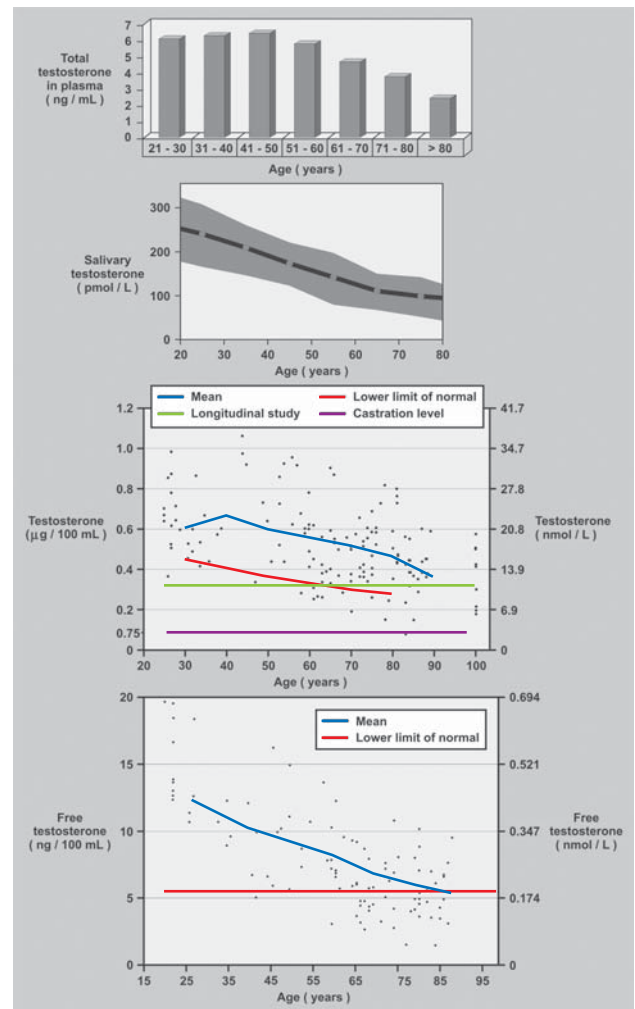 7
6
5
4
3
2
1
0
Total
testosterone
in plasma
( ng / mL )
21 - 30 31 - 40 41 - 50 51 - 60 61 - 70 71 - 80 > 80
Age ( years )
300
200
100
0
Salivary
testosterone
( pmol / L )
20 30 40 50 60 70 80
Age ( years )
Mean Lower limit of normal
Longitudinal study Castration level
1.2 41.7
1.0 34.7
0.8 27.8
Testosterone 0.6 20.8 Testosterone
(µg / 100 mL) ( nmol / L )
0.4 13.9
0.2 6.9
0.75
0 0
20 30 40 50 60 70 80 90 100
Age ( years )
20 0.694
Mean
Lower limit of normal
15 0.521
Free Free
testosterone 10 0.347 testosterone
( ng / 100 mL) ( nmol / L )
5 0.174
0 0
15 25 35 45 55 65 75 85 95
Age ( years )